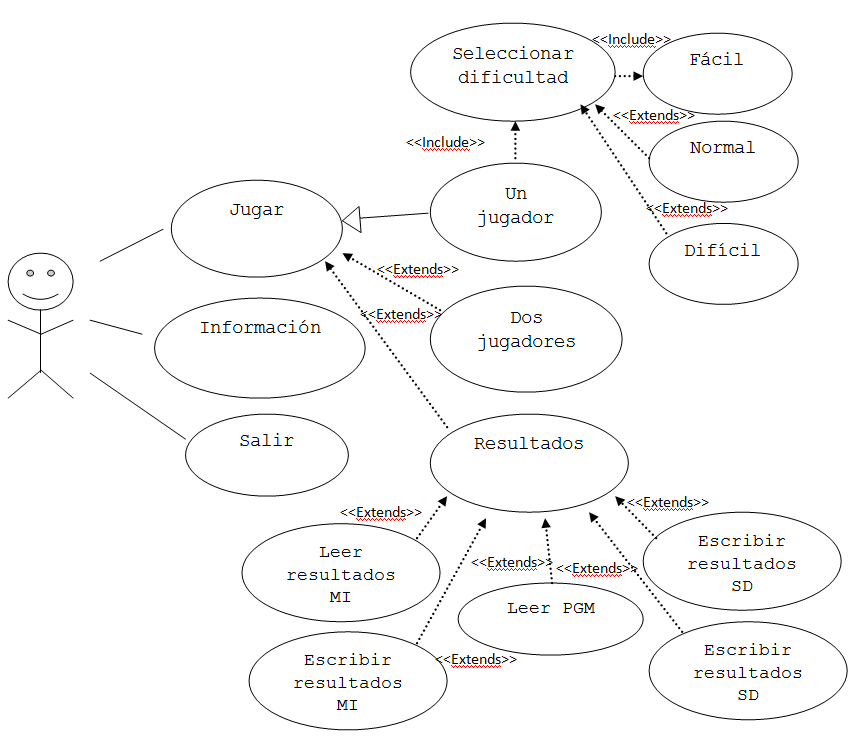 Seleccionar
dificultad
<<Include>>
Fácil
<<Extends>>
Normal
<<Include>>
<<Extends>>
Difícil
Un
jugador
Jugar
<<Extends>>
<<Extends>>
Dos
jugadores
Información
Salir
Resultados
<<Extends>>
<<Extends>>
Leer
resultados
MI
<<Extends>>
<<Extends>>
Escribir
resultados
SD
Leer PGM
<<Extends>>
Escribir
resultados
MI
Escribir
resultados
SD